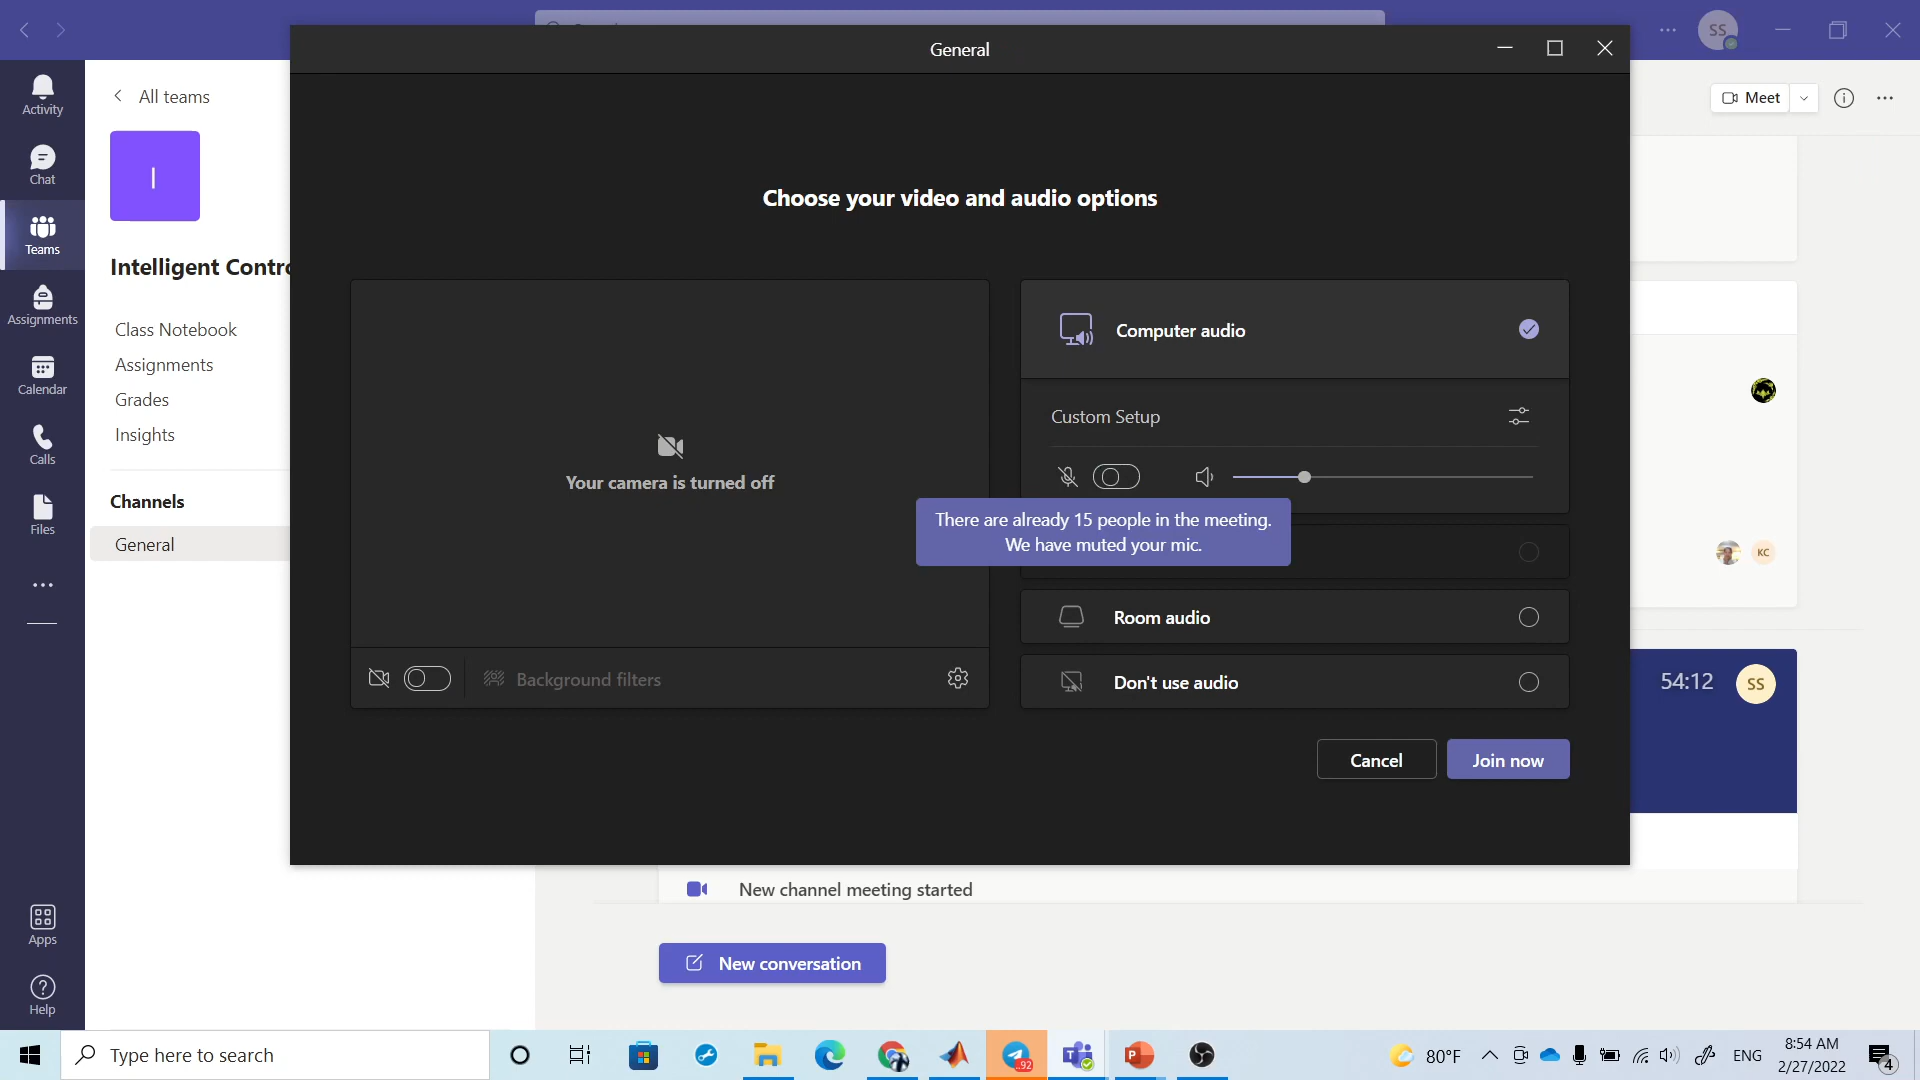 General
SS
Activity
Chat
Teams
Assignments
Calendar
Calls
Files
Apps
Help
All teams
I
Intelligent Contro
Class Notebook
Assignments
Grades
Insights
Channels
General
Meet
Choose your video and audio options
Your camera is turned off
Background filters
Computer audio
Custom Setup
There are already 15 people in the meeting.
We have muted your mic.
Room audio
Don't use audio
Cancel
Join now
KC
54:12
SS
New channel meeting started
New conversation
Type here to search
92
80°F
ENG
8:54 AM
2/27/2022
4